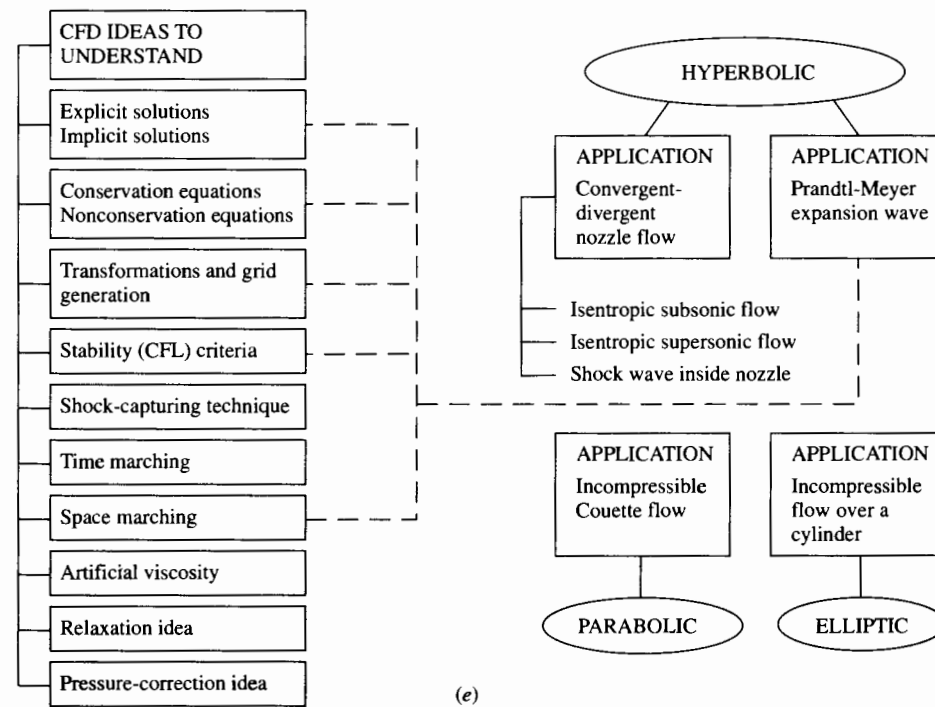 CFD IDEAS TO
UNDERSTAND
Explicit solutions
Implicit solutions
Conservation equations
Nonconservation equations
Transformations and grid
generation
Stability (CFL) criteria
Shock-capturing technique
Time marching
Space marching
Artificial viscosity
Relaxation idea
Pressure-correction idea
HYPERBOLIC
APPLICATION
Convergent-
divergent
nozzle flow
APPLICATION
Prandtl-Meyer
expansion wave
Isentropic subsonic flow
Isentropic supersonic flow
Shock wave inside nozzle
APPLICATION
Incompressible
Couette flow
APPLICATION
Incompressible
flow over a
cylinder
PARABOLIC
ELLIPTIC
(e)